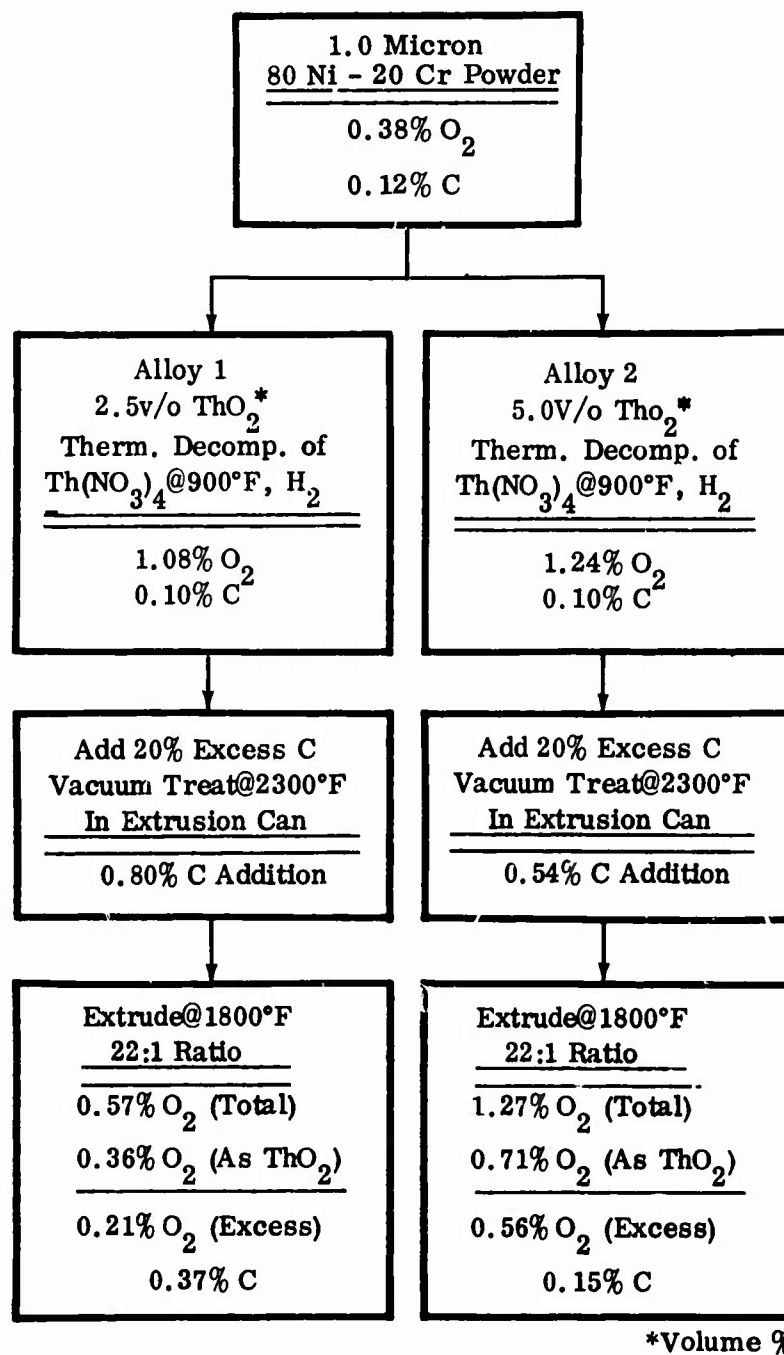 1.0 Micron
80 Ni - 20 Cr Powder
0.38% O2
0.12% C
Alloy 1
2.5v/o ThO2*
Therm. Decomp. of
Th(NO3)4@900°F, H2
1.08% O2
0.10% C
Alloy 2
5.0V/o Tho2*
Therm. Decomp. of
Th(NO3)4@900°F, H2
1.24% O2
0.10% C
Add 20% Excess C
Vacuum Treat@2300°F
In Extrusion Can
0.80% C Addition
Add 20% Excess C
Vacuum Treat@2300°F
In Extrusion Can
0.54% C Addition
Extrude@1800°F
22:1 Ratio
0.57% O2 (Total)
0.36% O2 (As ThO2)
0.21% O2 (Excess)
0.37% C
Extrude@1800°F
22:1 Ratio
1.27% O2 (Total)
0.71% O2 (As ThO2)
0.56% O2 (Excess)
0.15% C
*Volume %